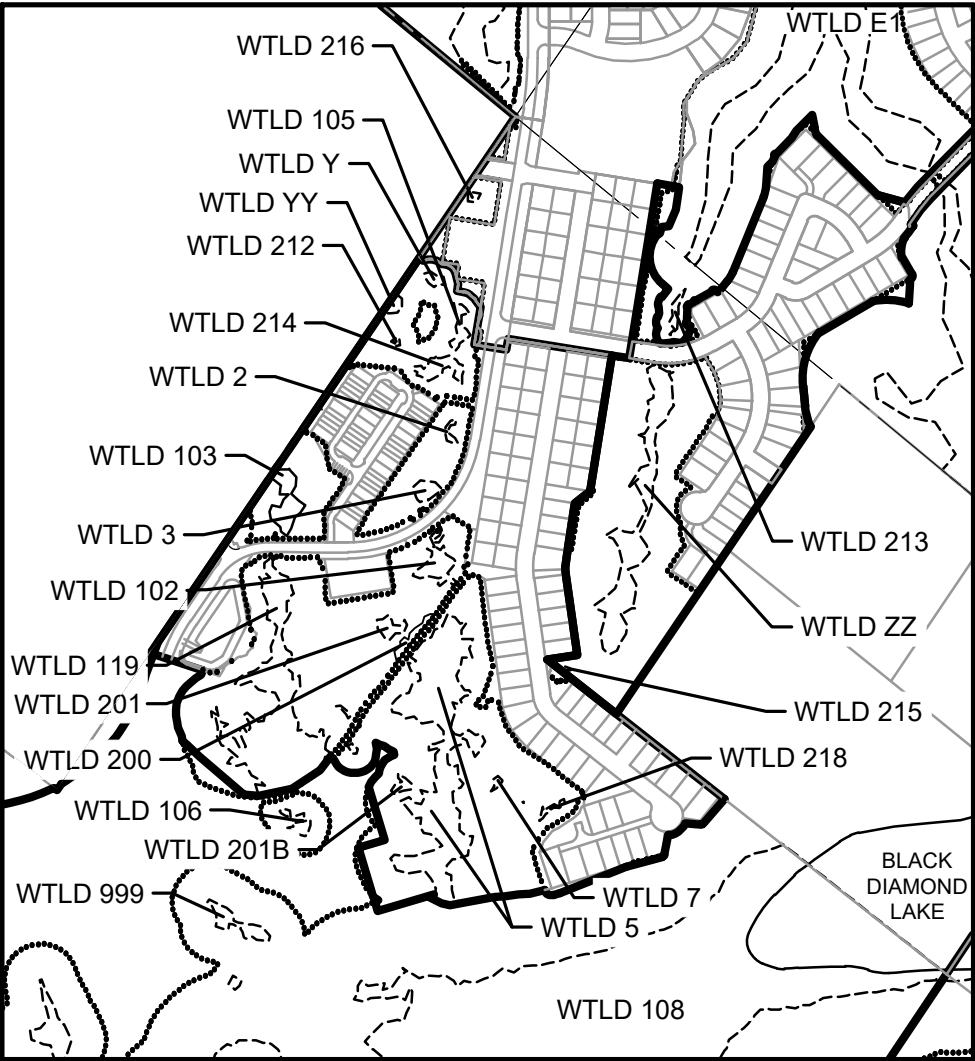 WTLD E1
WTLD 216
WTLD 105
WTLD Y
WTLD YY
WTLD 212
WTLD 214
WTLD 2
WTLD 103
WTLD 3
WTLD 213
WTLD 102
WTLD ZZ
WTLD 119
WTLD 201
WTLD 215
WTLD 200
WTLD 218
WTLD 106
WTLD 201B
WTLD 999
WTLD 7
WTLD 5
BLACK
DIAMOND
LAKE
WTLD 108